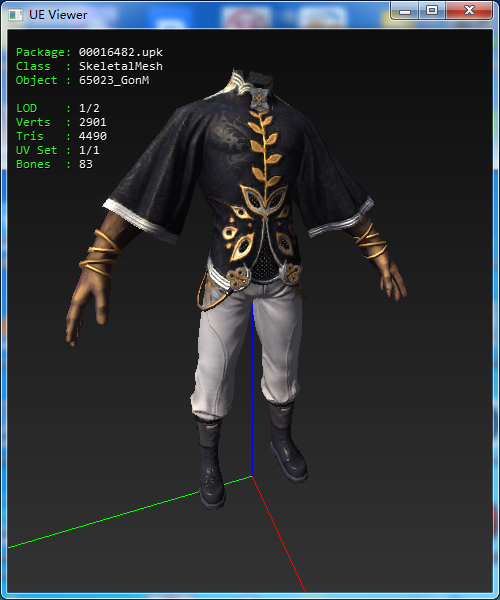 UE Viewer
Package: 00016482.upk
Class : SkeletalMesh
Object : 65023_GonM
LOD : 1/2
Verts : 2901
Tris : 4490
UV Set : 1/1
Bones : 83